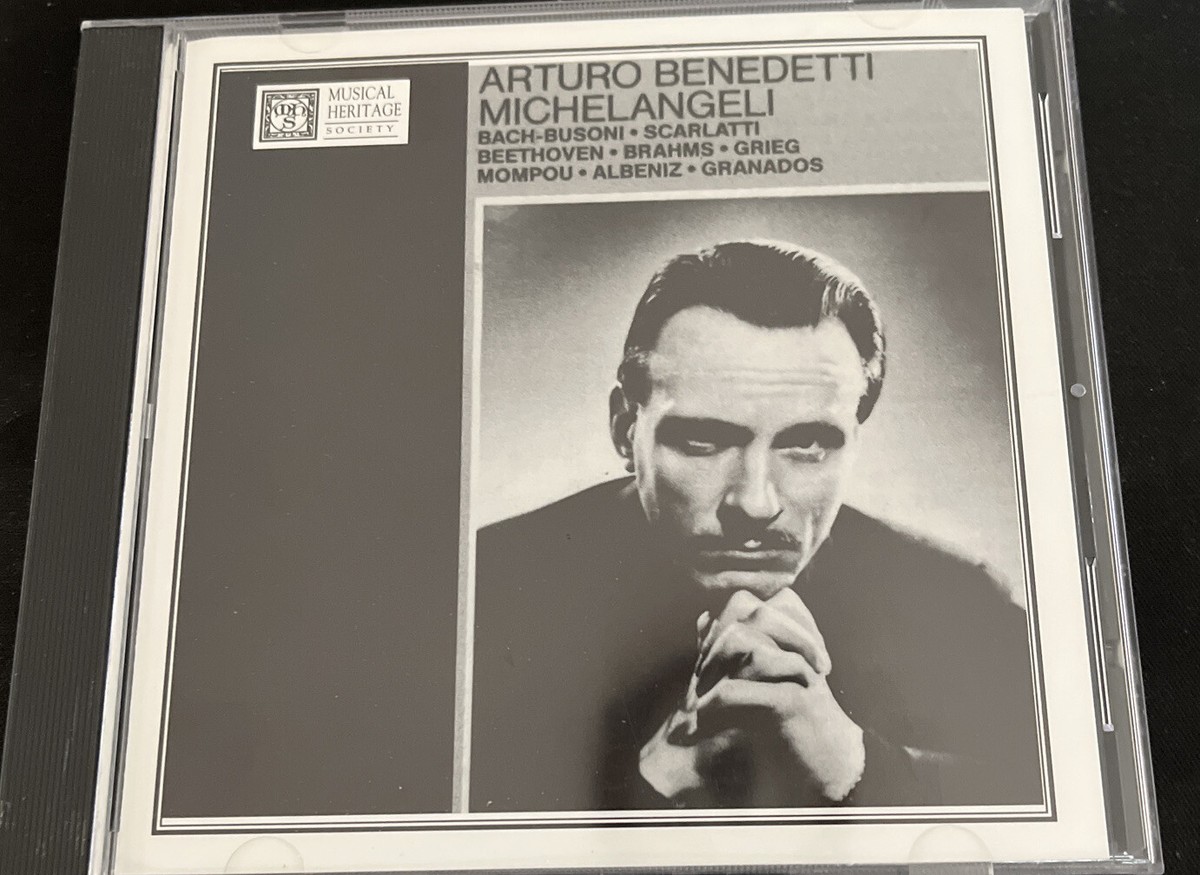 MUSICAL
HERITAGE
SOCIETY
ARTURO BENEDETTI
MICHELANGELI
BACH-BUSONI • SCARLATTI
BEETHOVEN • BRAHMS • GRIEG
MOMPOU • ALBENIZ • GRANADOS